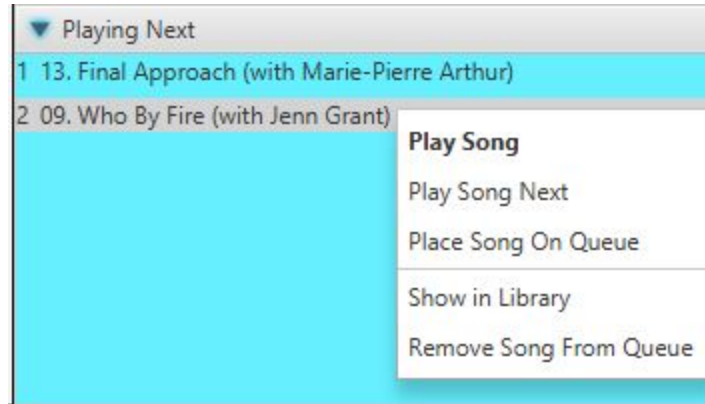 Playing Next
1 13. Final Approach (with Marie-Pierre Arthur)
2 09. Who By Fire (with Jenn Grant)
Play Song
Play Song Next
Place Song On Queue
Show in Library
Remove Song From Queue